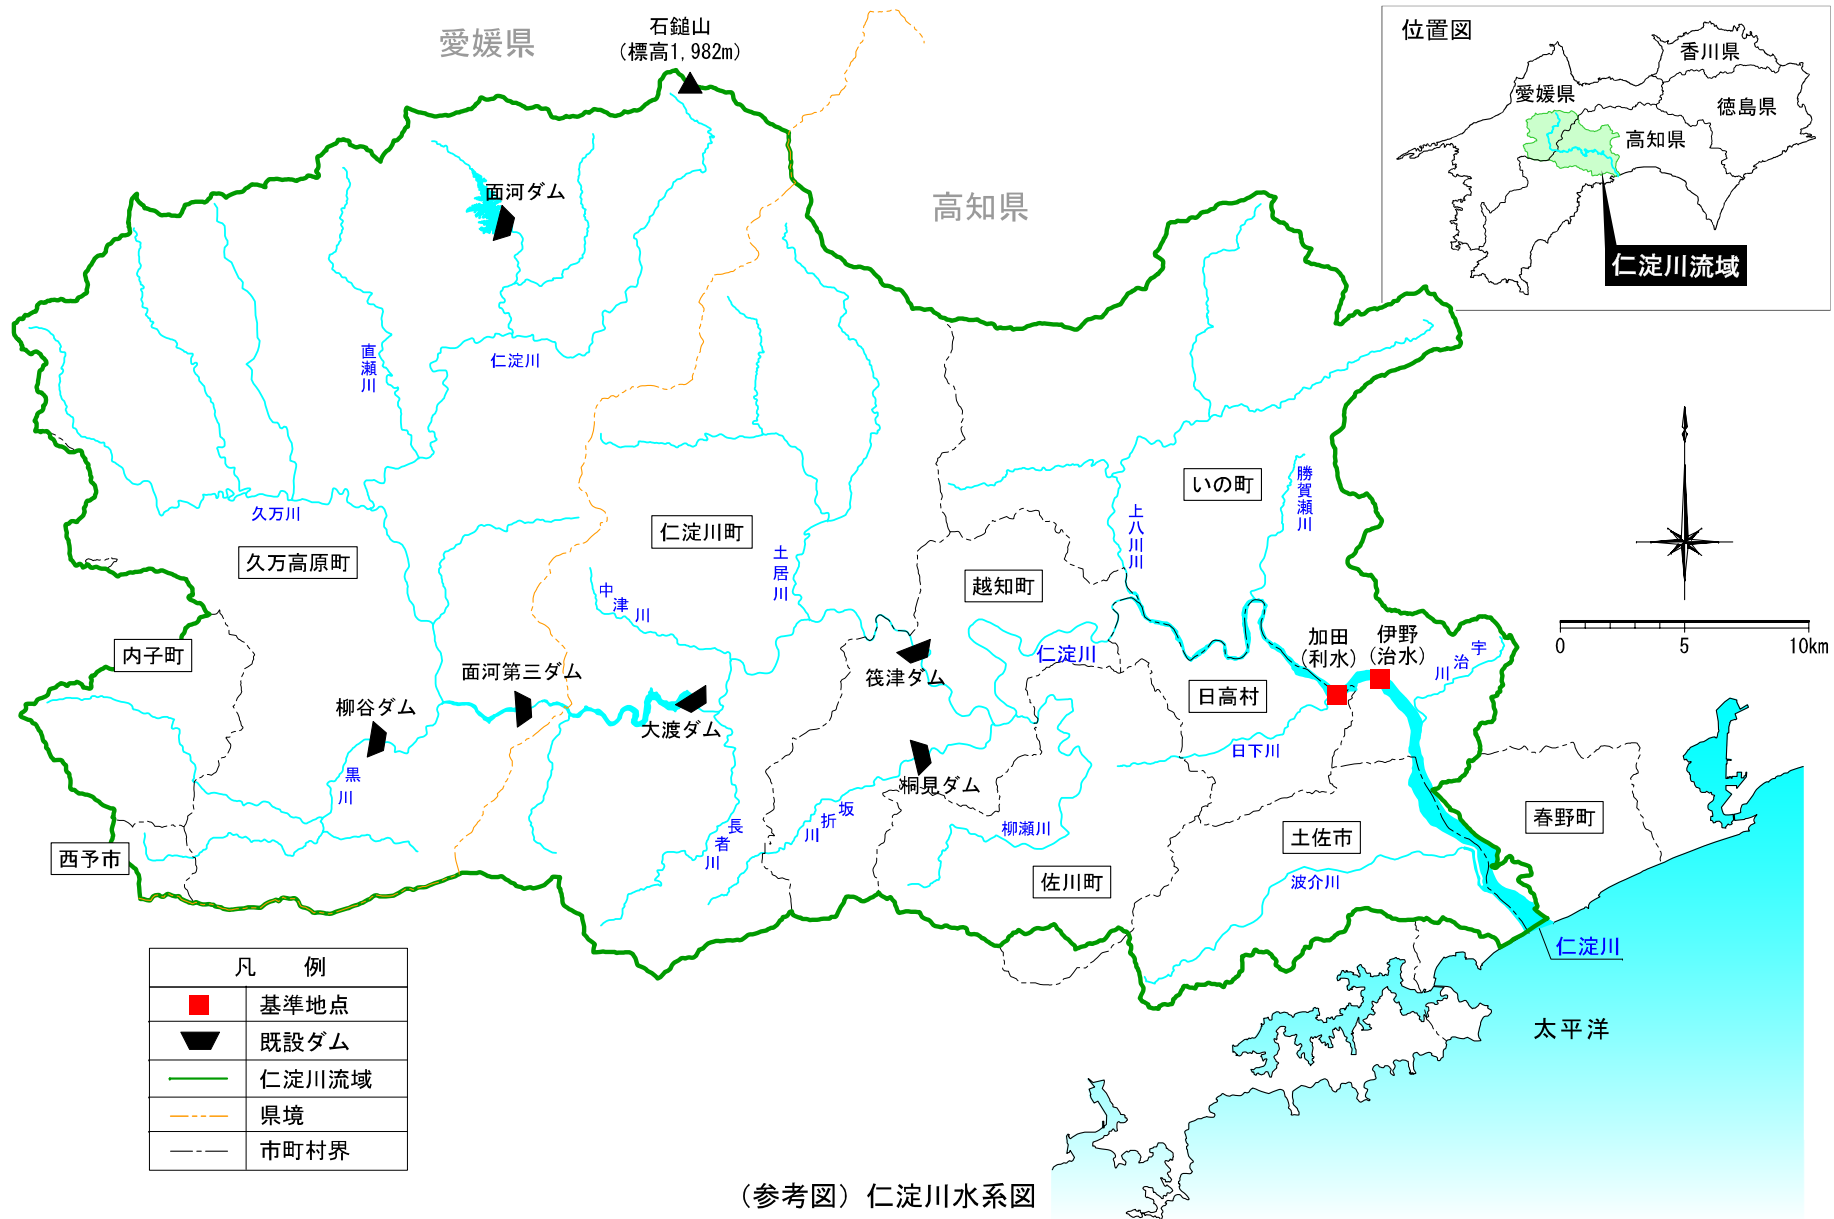 愛媛県
石鎚山
（標高1,982m）
位置図
香川県
愛媛県
徳島県
高知県
仁淀川流域
高知県
面河ダム
直瀬川
仁淀川
久万川
久万高原町
仁淀川町
土居川
中津川
いの町
勝賀瀬川
上八川川
越知町
内子町
面河第三ダム
柳谷ダム
大渡ダム
筏津ダム
仁淀川
加田
（利水）
伊野
（治水）
宇治川
0 5 10km
日高村
日下川
黒川
桐見ダム
長者川
坂折川
柳瀬川
西予市
佐川町
土佐市
春野町
波介川
仁淀川
太平洋
凡 例
基準地点
既設ダム
仁淀川流域
県境
市町村界
（参考図）仁淀川水系図